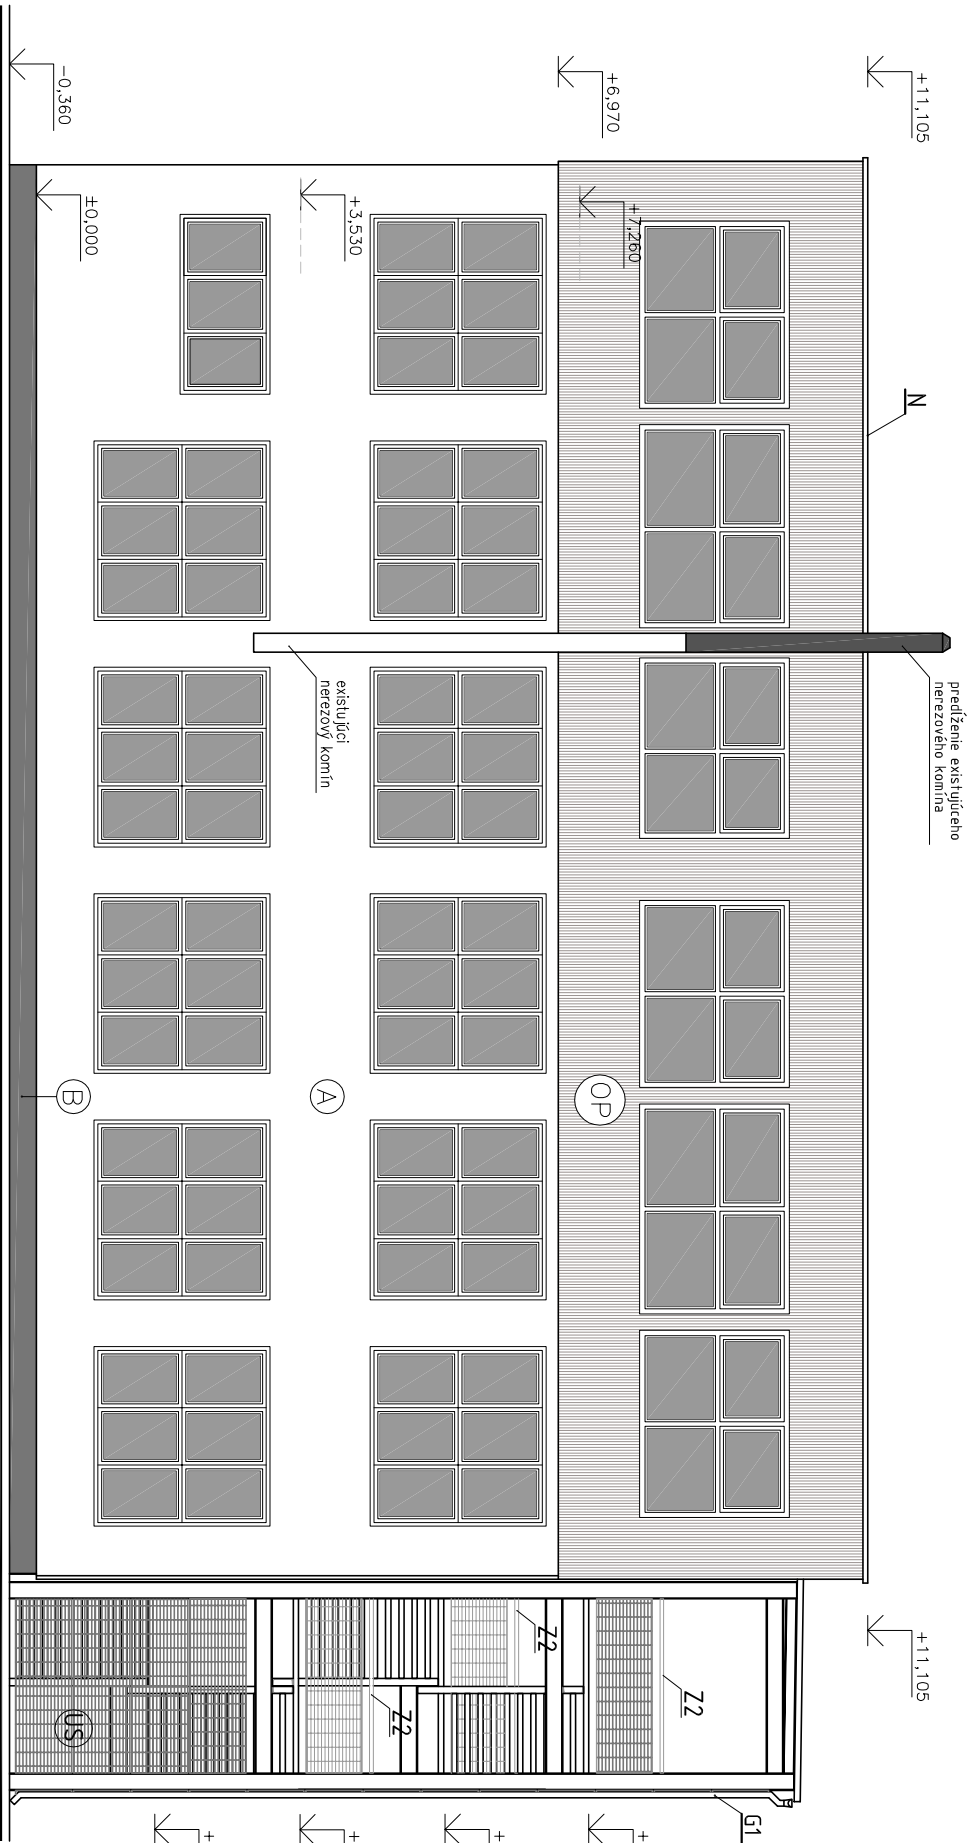 +11,105
+6,970
-0,360
+7,260
+3,530
±0,000
N
predĺženie existujúceho
nerezového komína
existujúci
nerezový komín
OP
A
B
+11,105
Z2
Z2
Z2
US
G1
+
+
+
+